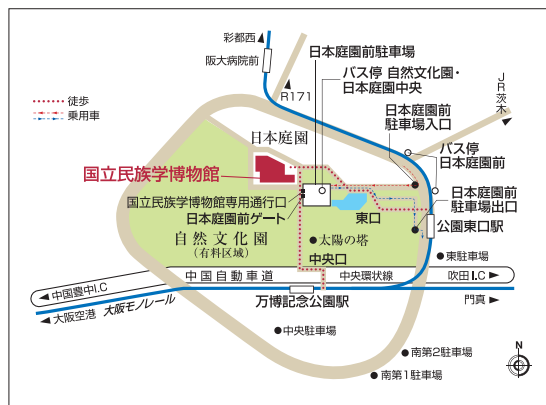 彩都西
阪大病院前
日本庭園前駐車場
バス停 自然文化園・
日本庭園中央
R171
JR茨木
徒歩
乗用車
日本庭園前
駐車場入口
日本庭園
バス停
日本庭園前
国立民族学博物館
国立民族学博物館専用通行口
日本庭園前ゲート
日本庭園前
駐車場出口
東口
公園東口駅
自然文化園
(有料区域)
太陽の塔
中央口
東駐車場
中国自動車道
中央環状線
吹田I.C
中国豊中I.C
大阪空港
大阪モノレール
万博記念公園駅
門真
中央駐車場
南第2駐車場
南第1駐車場
N